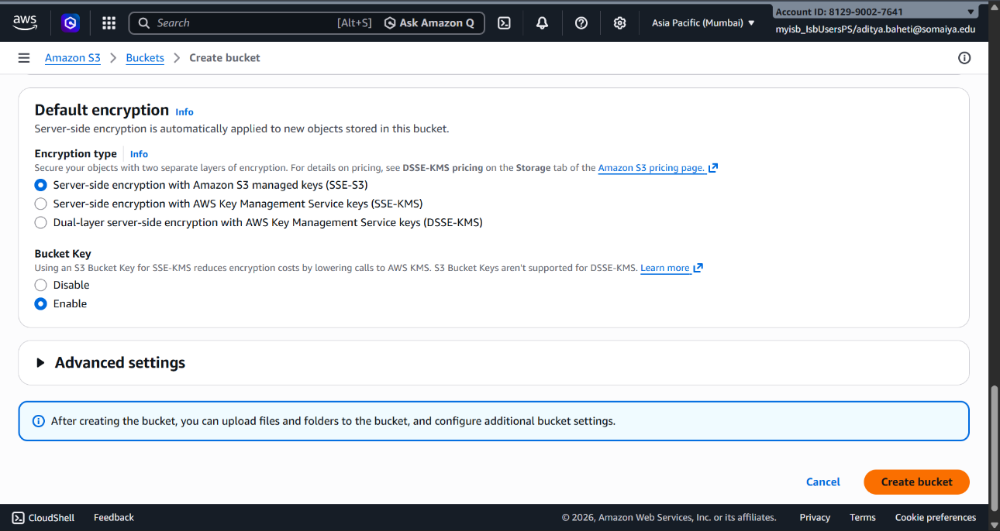 aws
Search [Alt+S] Ask Amazon Q
Asia Pacific (Mumbai) ▼
Account ID: 8129-9002-7641 ▼
myisb_IsbUsersPS/aditya.baheti@somaiya.edu
Amazon S3 > Buckets > Create bucket
Default encryption Info
Server-side encryption is automatically applied to new objects stored in this bucket.
Encryption type Info
Secure your objects with two separate layers of encryption. For details on pricing, see DSSE-KMS pricing on the Storage tab of the Amazon S3 pricing page.
Server-side encryption with Amazon S3 managed keys (SSE-S3)
Server-side encryption with AWS Key Management Service keys (SSE-KMS)
Dual-layer server-side encryption with AWS Key Management Service keys (DSSE-KMS)
Bucket Key
Using an S3 Bucket Key for SSE-KMS reduces encryption costs by lowering calls to AWS KMS. S3 Bucket Keys aren't supported for DSSE-KMS. Learn more
Disable
Enable
Advanced settings
After creating the bucket, you can upload files and folders to the bucket, and configure additional bucket settings.
Cancel Create bucket
CloudShell Feedback © 2026, Amazon Web Services, Inc. or its affiliates. Privacy Terms Cookie preferences